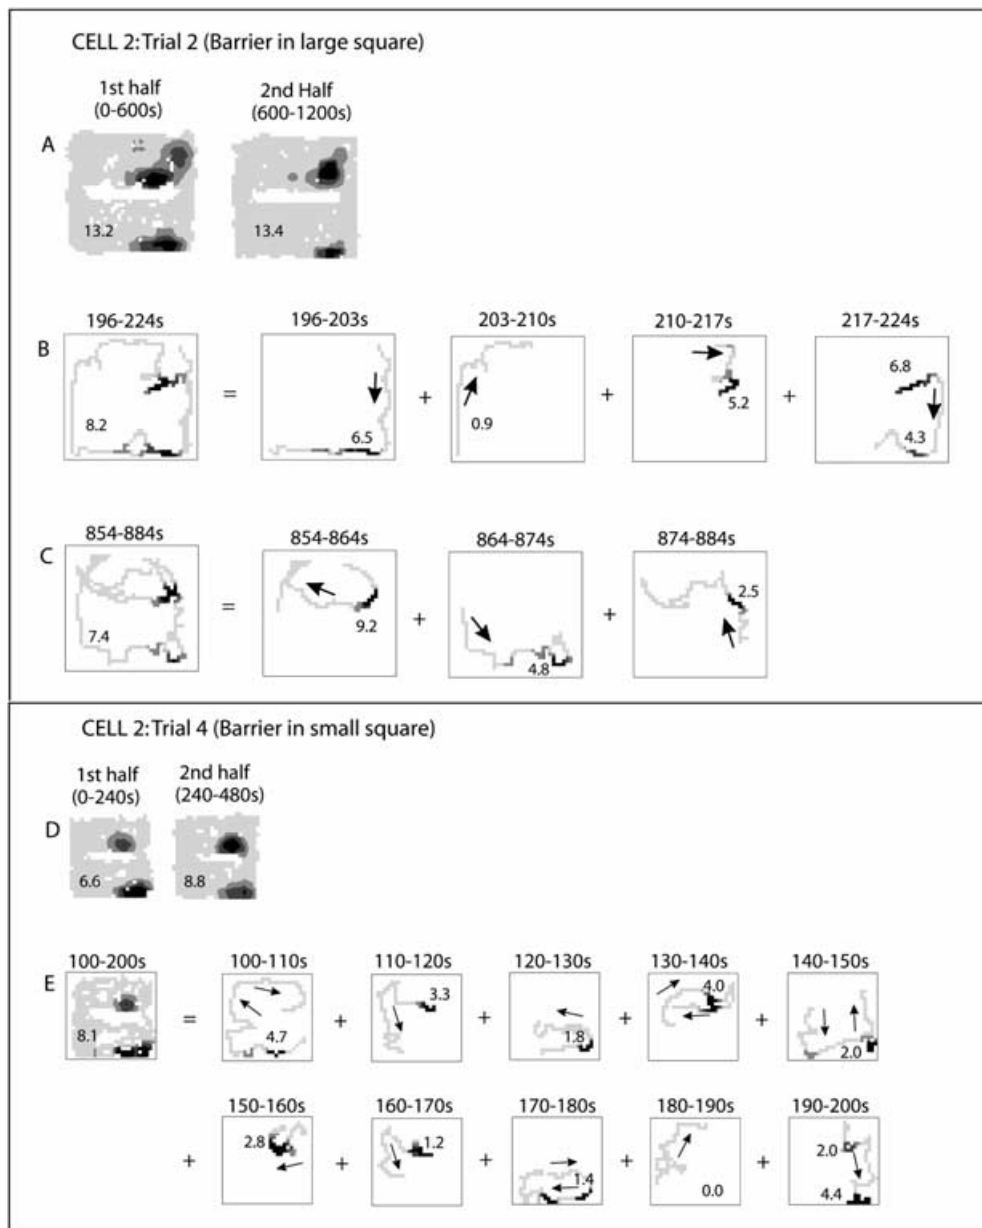 CELL 2: Trial 2 (Barrier in large square)
1st half 2nd Half
(0-600s) (600-1200s)
A
13.2 13.4
196-224s 196-203s 203-210s 210-217s 217-224s
B
8.2 = 6.5 + 0.9 + 5.2 + 6.8 4.3
854-884s 854-864s 864-874s 874-884s
C
7.4 = 9.2 + 4.8 + 2.5
CELL 2: Trial 4 (Barrier in small square)
1st half 2nd half
(0-240s) (240-480s)
D
6.6 8.8
100-200s 100-110s 110-120s 120-130s 130-140s 140-150s
E
8.1 = 4.7 + 3.3 + 1.8 + 4.0 + 2.0
150-160s 160-170s 170-180s 180-190s 190-200s
+ 2.8 + 1.2 + 1.4 + 0.0 + 2.0 4.4